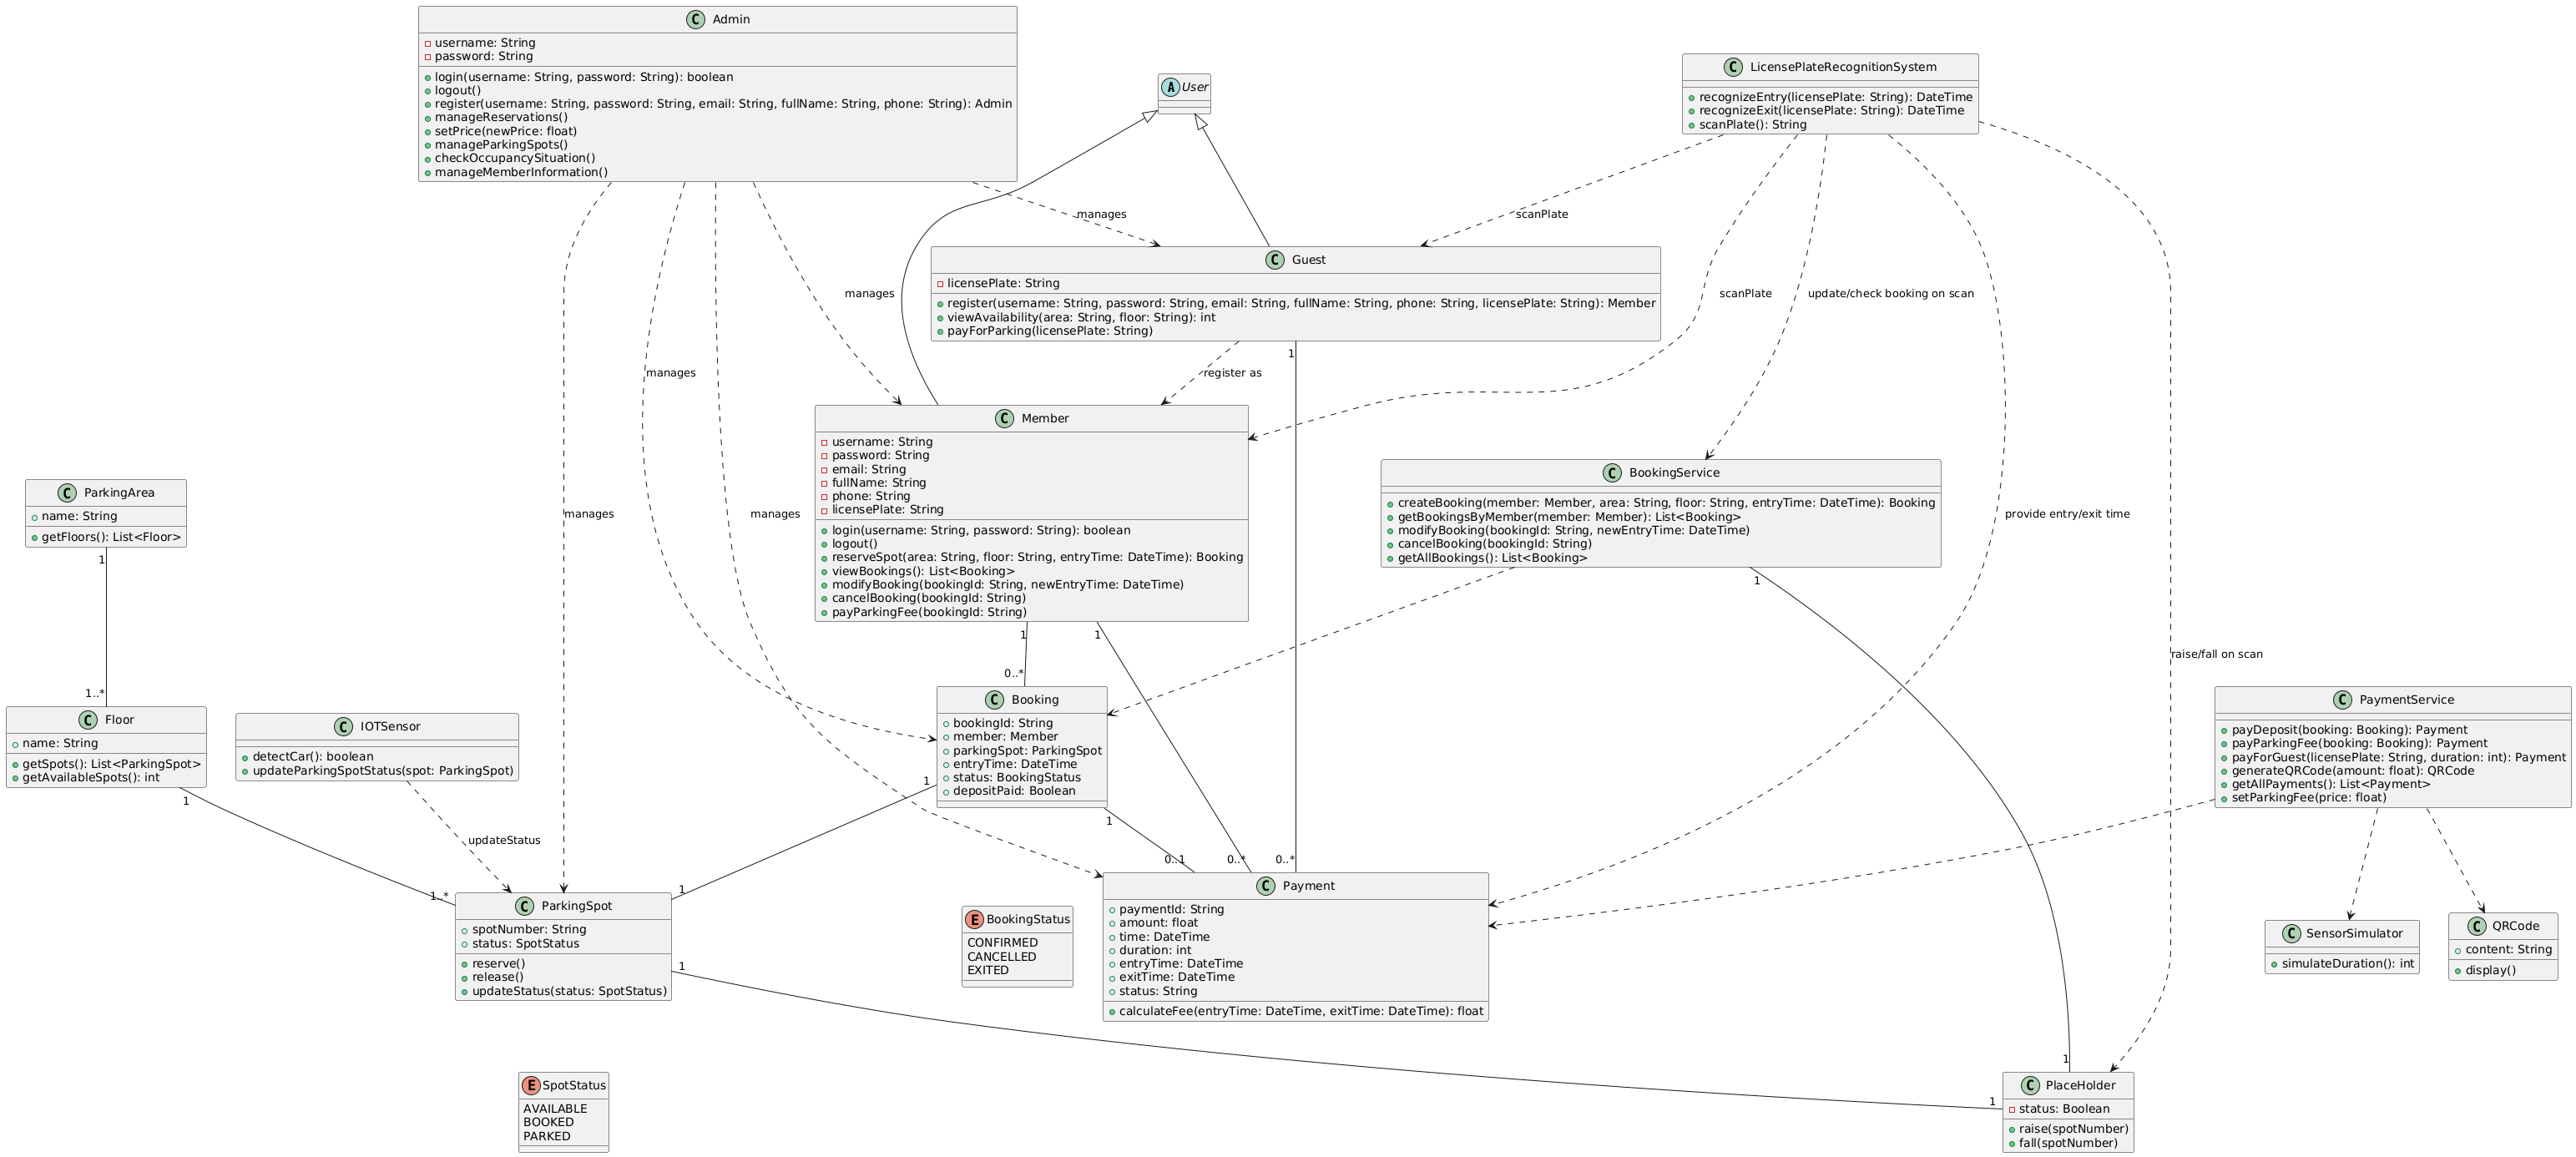 Admin
username: String
password: String
login(username: String, password: String): boolean
logout()
register(username: String, password: String, email: String, fullName: String, phone: String): Admin
manageReservations()
setPrice(newPrice: float)
manageParkingSpots()
checkOccupancySituation()
manageMemberInformation()
User
LicensePlateRecognitionSystem
recognizeEntry(licensePlate: String): DateTime
recognizeExit(licensePlate: String): DateTime
scanPlate(): String
manages
scanPlate
Guest
licensePlate: String
register(username: String, password: String, email: String, fullName: String, phone: String, licensePlate: String): Member
viewAvailability(area: String, floor: String): int
payForParking(licensePlate: String)
manages
scanPlate
update/check booking on scan
1
manages
register as
Member
username: String
password: String
email: String
fullName: String
phone: String
licensePlate: String
login(username: String, password: String): boolean
logout()
reserveSpot(area: String, floor: String, entryTime: DateTime): Booking
viewBookings(): List<Booking>
modifyBooking(bookingId: String, newEntryTime: DateTime)
cancelBooking(bookingId: String)
payParkingFee(bookingId: String)
BookingService
createBooking(member: Member, area: String, floor: String, entryTime: DateTime): Booking
getBookingsByMember(member: Member): List<Booking>
modifyBooking(bookingId: String, newEntryTime: DateTime)
cancelBooking(bookingId: String)
getAllBookings(): List<Booking>
ParkingArea
name: String
getFloors(): List<Floor>
manages
manages
provide entry/exit time
1
1
1
1
raise/fall on scan
1..*
0..*
Floor
name: String
getSpots(): List<ParkingSpot>
getAvailableSpots(): int
IOTSensor
detectCar(): boolean
updateParkingSpotStatus(spot: ParkingSpot)
Booking
bookingId: String
member: Member
parkingSpot: ParkingSpot
entryTime: DateTime
status: BookingStatus
depositPaid: Boolean
PaymentService
payDeposit(booking: Booking): Payment
payParkingFee(booking: Booking): Payment
payForGuest(licensePlate: String, duration: int): Payment
generateQRCode(amount: float): QRCode
getAllPayments(): List<Payment>
setParkingFee(price: float)
1
1
1
updateStatus
0..1
0..*
0..*
1..*
1
ParkingSpot
spotNumber: String
status: SpotStatus
reserve()
release()
updateStatus(status: SpotStatus)
1
BookingStatus
CONFIRMED
CANCELLED
EXITED
Payment
paymentId: String
amount: float
time: DateTime
duration: int
entryTime: DateTime
exitTime: DateTime
status: String
calculateFee(entryTime: DateTime, exitTime: DateTime): float
SensorSimulator
simulateDuration(): int
QRCode
content: String
display()
1
1
SpotStatus
AVAILABLE
BOOKED
PARKED
PlaceHolder
status: Boolean
raise(spotNumber)
fall(spotNumber)